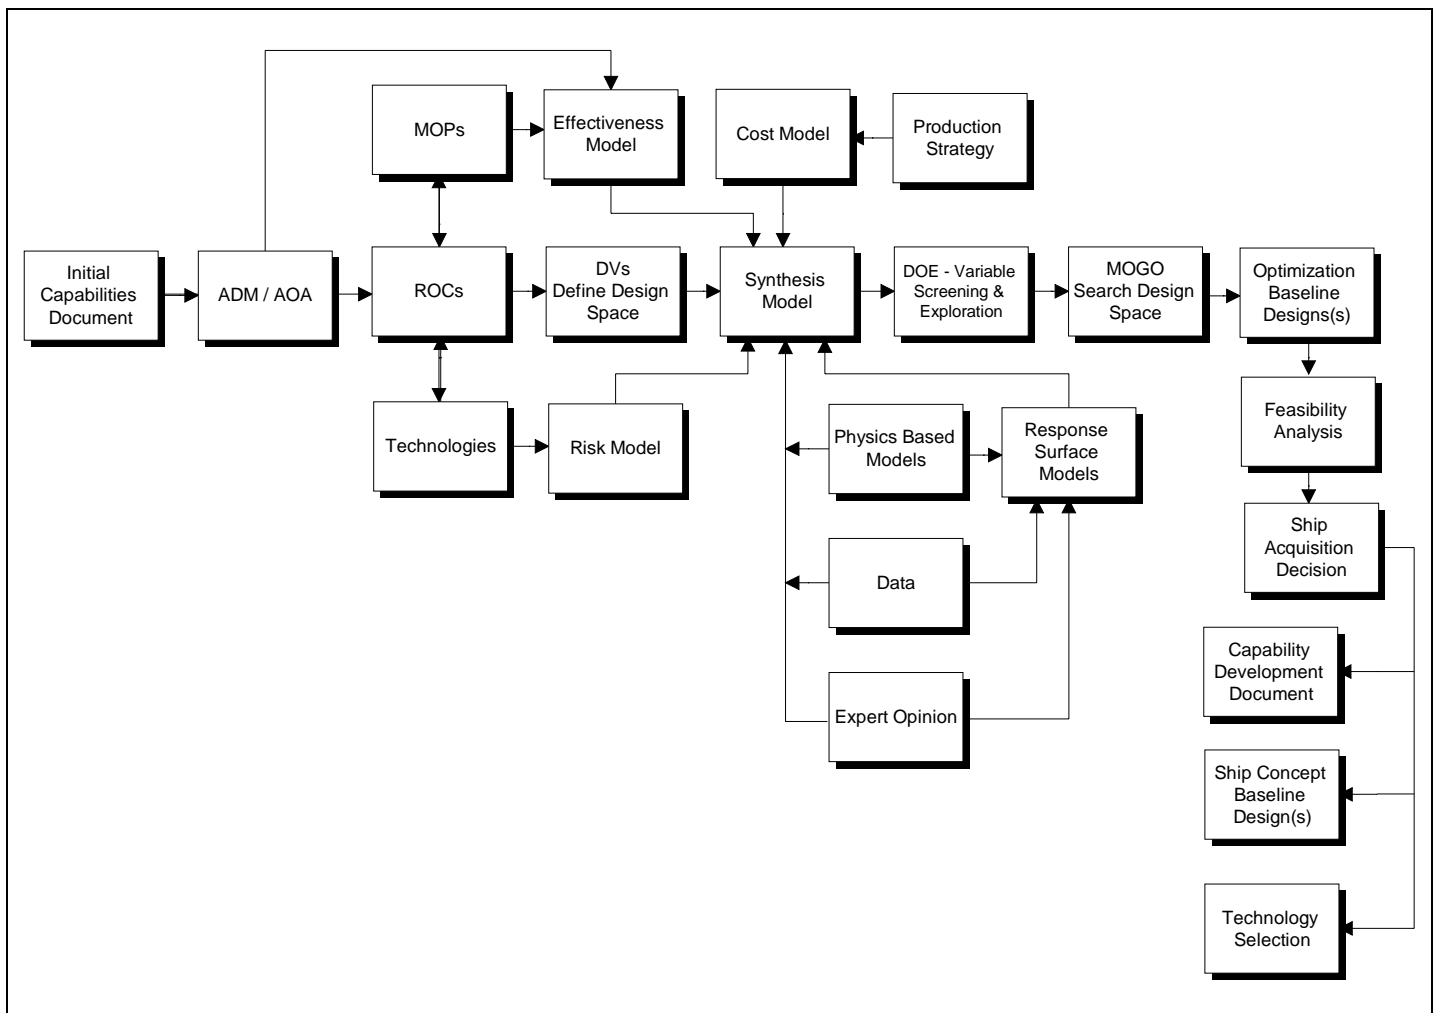 MOPs
Effectiveness
Model
Cost Model
Production
Strategy
Initial
Capabilities
Document
ADM / AOA
ROCs
DVs
Define Design
Space
Synthesis
Model
DOE - Variable
Screening &
Exploration
MOGO
Search Design
Space
Optimization
Baseline
Designs(s)
Technologies
Risk Model
Physics Based
Models
Response
Surface
Models
Feasibility
Analysis
Data
Ship
Acquisition
Decision
Expert Opinion
Capability
Development
Document
Ship Concept
Baseline
Design(s)
Technology
Selection